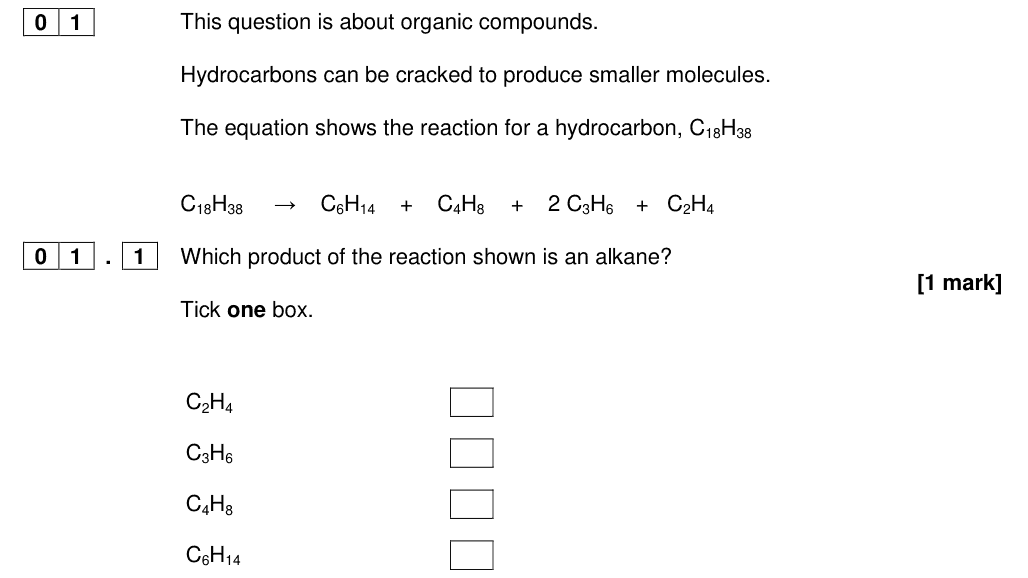 0 1 This question is about organic compounds.
Hydrocarbons can be cracked to produce smaller molecules.
The equation shows the reaction for a hydrocarbon, C₁₈H₃₈
C₁₈H₃₈ → C₆H₁₄ + C₄H₈ + 2 C₃H₆ + C₂H₄
0 1 . 1 Which product of the reaction shown is an alkane?
[1 mark]
Tick one box.
C₂H₄
C₃H₆
C₄H₈
C₆H₁₄